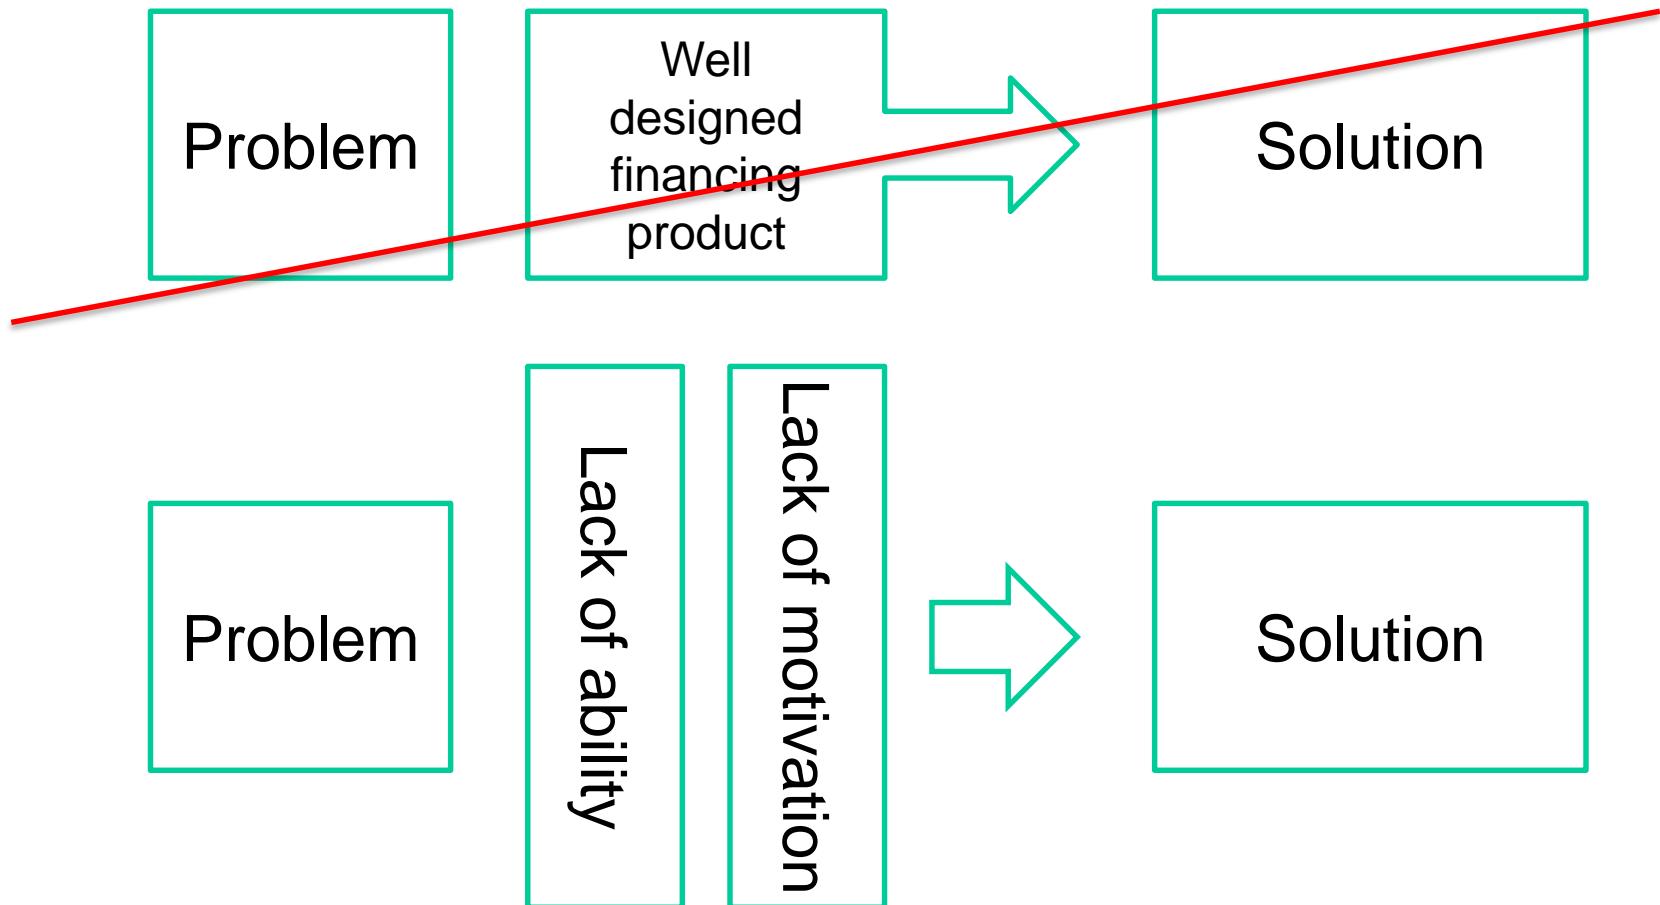 Problem
Well
designed
financing
product
Solution
Problem
Lack of ability
Lack of motivation
Solution